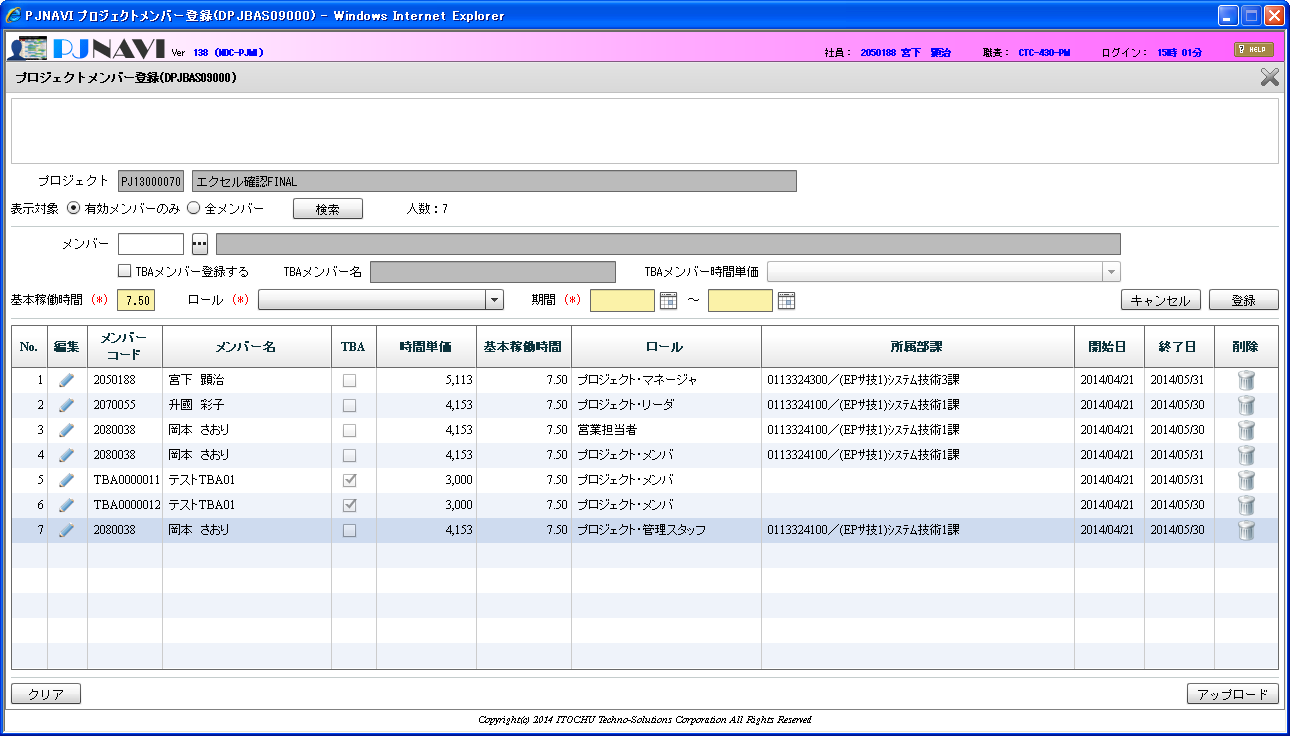 PJNAVI プロジェクトメンバー登録(DPJBAS09000) - Windows Internet Explorer
PJNAVI Ver 138 (NDC-PJMI) 社員： 2050188 宮下 顕治 職責： CTC-430-PM ログイン： 15時 01分 ? HELP
プロジェクトメンバー登録(DPJBAS09000)
プロジェクト PJ13000070 エクセル確認FINAL
表示対象 有効メンバーのみ 全メンバー 検索 人数：7
メンバー ...
TBAメンバー登録する TBAメンバー名 TBAメンバー時間単価
基本稼働時間 (*) 7.50 ロール (*) 期間 (*) ～ キャンセル 登録
No. 編集 メンバーコード メンバー名 TBA 時間単価 基本稼働時間 ロール 所属部課 開始日 終了日 削除
1 2050188 宮下 顕治 5,113 7.50 プロジェクト・マネージャ 0113324300／(EPサ技1)システム技術3課 2014/04/21 2014/05/31
2 2070055 升國 彩子 4,153 7.50 プロジェクト・リーダ 0113324100／(EPサ技1)システム技術1課 2014/04/21 2014/05/30
3 2080038 岡本 さおり 4,153 7.50 営業担当者 0113324100／(EPサ技1)システム技術1課 2014/04/21 2014/05/30
4 2080038 岡本 さおり 4,153 7.50 プロジェクト・メンバ 0113324100／(EPサ技1)システム技術1課 2014/04/21 2014/05/31
5 TBA0000011 テストTBA01 3,000 7.50 プロジェクト・メンバ 2014/04/21 2014/05/31
6 TBA0000012 テストTBA01 3,000 7.50 プロジェクト・メンバ 2014/04/21 2014/05/30
7 2080038 岡本 さおり 4,153 7.50 プロジェクト・管理スタッフ 0113324100／(EPサ技1)システム技術1課 2014/04/21 2014/05/30
クリア アップロード
Copyright(c) 2014 ITOCHU Techno-Solutions Corporation All Rights Reserved